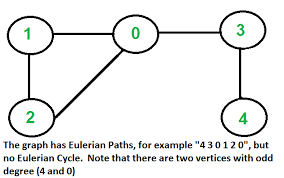 1 0 3
2 4
The graph has Eulerian Paths, for example "4 3 0 1 2 0", but
no Eulerian Cycle. Note that there are two vertices with odd
degree (4 and 0)